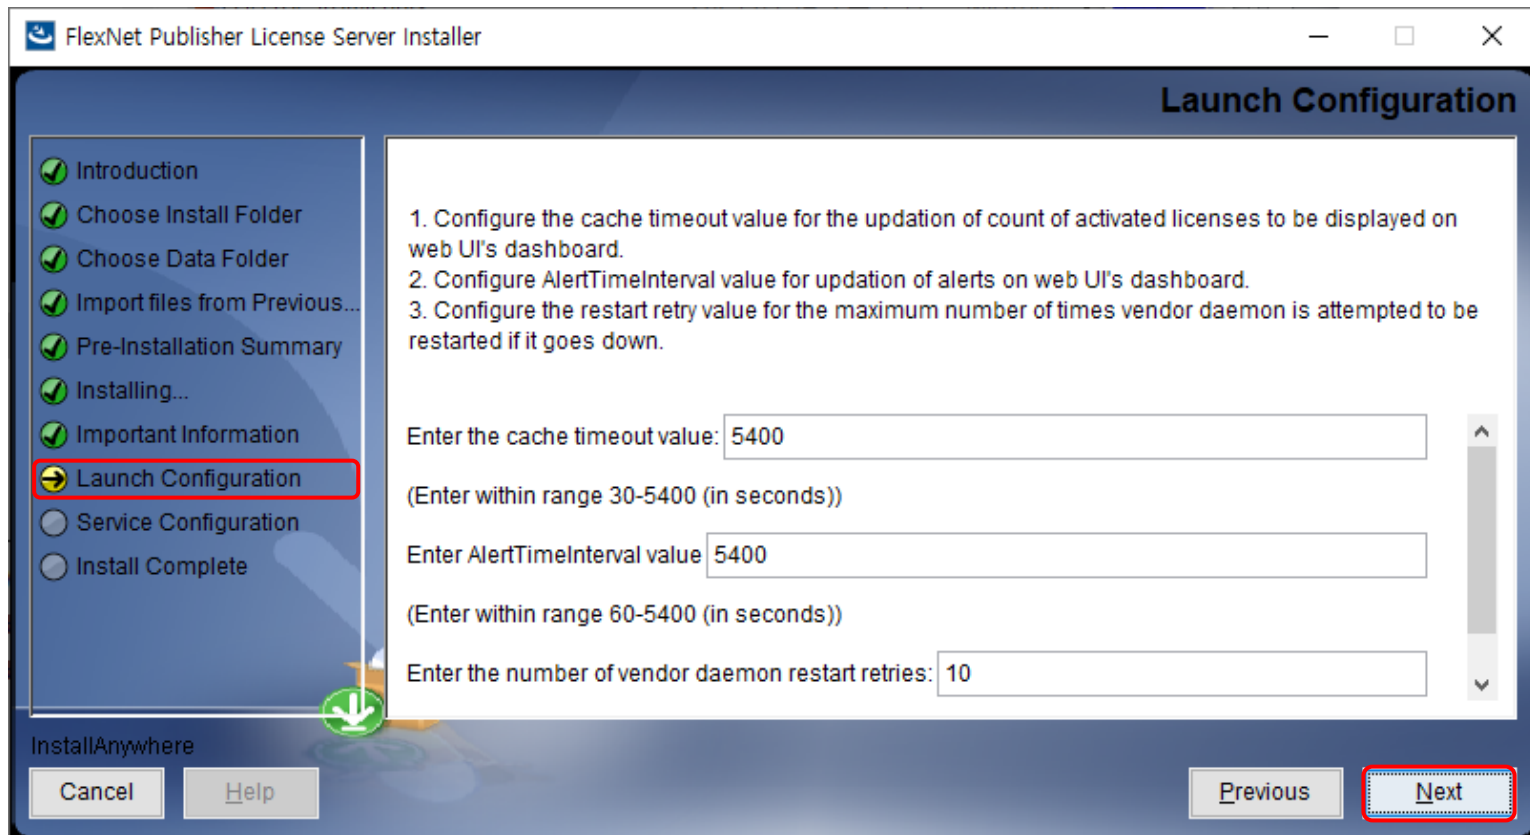 FlexNet Publisher License Server Installer
Launch Configuration
Introduction
Choose Install Folder
Choose Data Folder
Import files from Previous...
Pre-Installation Summary
Installing...
Important Information
Launch Configuration
Service Configuration
Install Complete
1. Configure the cache timeout value for the updation of count of activated licenses to be displayed on
web UI's dashboard.
2. Configure AlertTimeInterval value for updation of alerts on web UI's dashboard.
3. Configure the restart retry value for the maximum number of times vendor daemon is attempted to be
restarted if it goes down.
Enter the cache timeout value: 5400
(Enter within range 30-5400 (in seconds))
Enter AlertTimeInterval value 5400
(Enter within range 60-5400 (in seconds))
Enter the number of vendor daemon restart retries: 10
InstallAnywhere
Cancel Help Previous Next